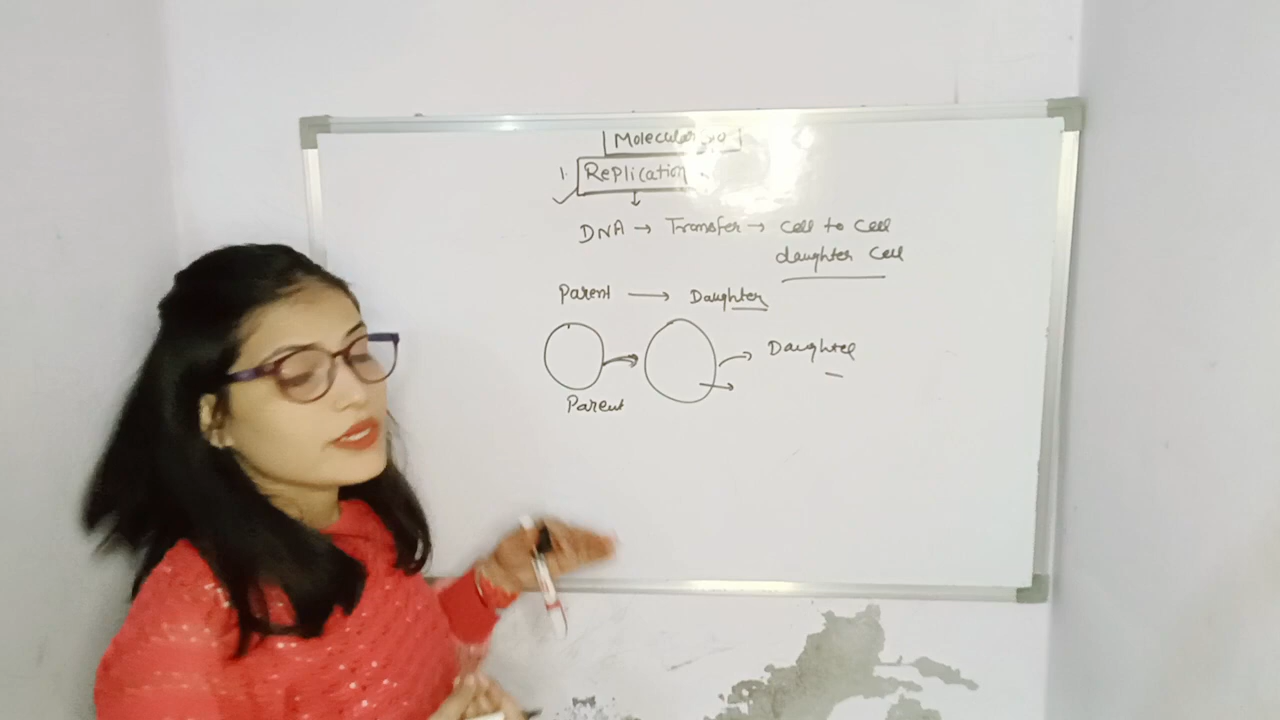 Molecular
1. Replication
DNA → Transfer → Cell to Cell
daughter Cell
Parent → Daughter
Daughter
Parent